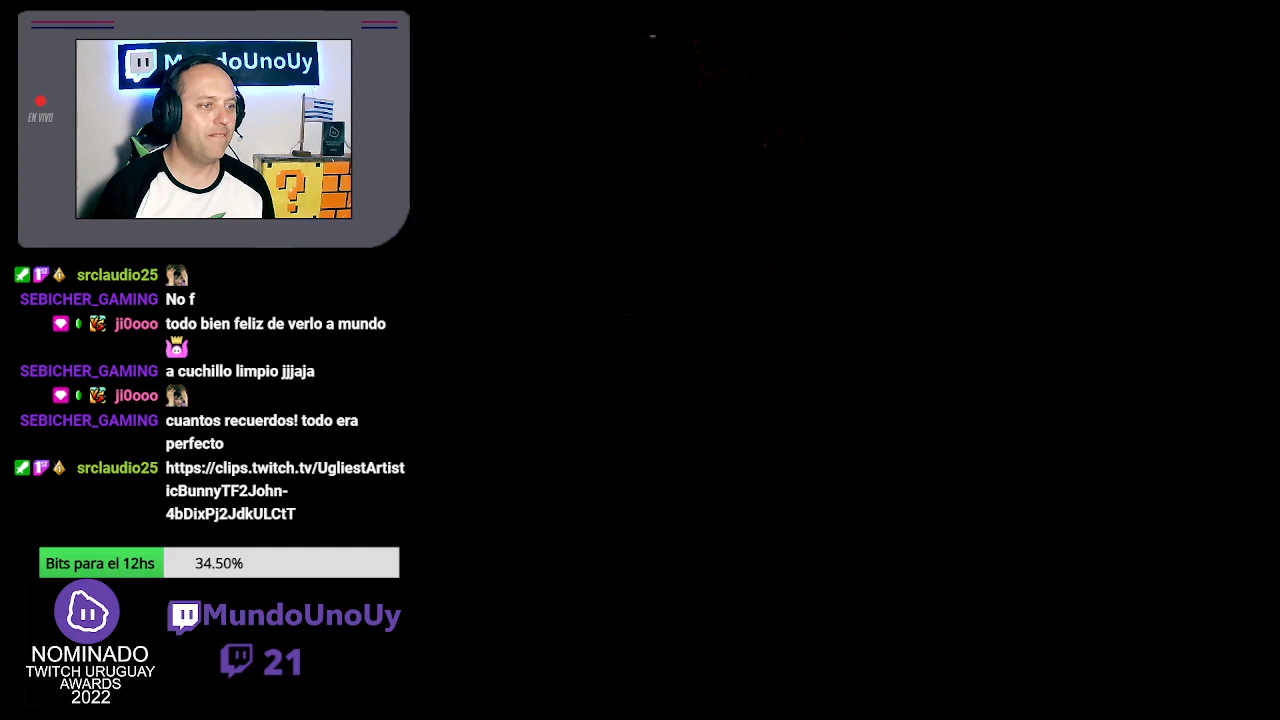 MundoUnoUy
EN VIVO
srclaudio25
SEBICHER_GAMING No f
ji0ooo todo bien feliz de verlo a mundo
SEBICHER_GAMING a cuchillo limpio jjjaja
ji0ooo
SEBICHER_GAMING cuantos recuerdos! todo era
perfecto
srclaudio25 https://clips.twitch.tv/UgliestArtist
icBunnyTF2John-
4bDixPj2JdkULCtT
Bits para el 12hs 34.50%
MundoUnoUy
21
NOMINADO
TWITCH URUGUAY
AWARDS
2022